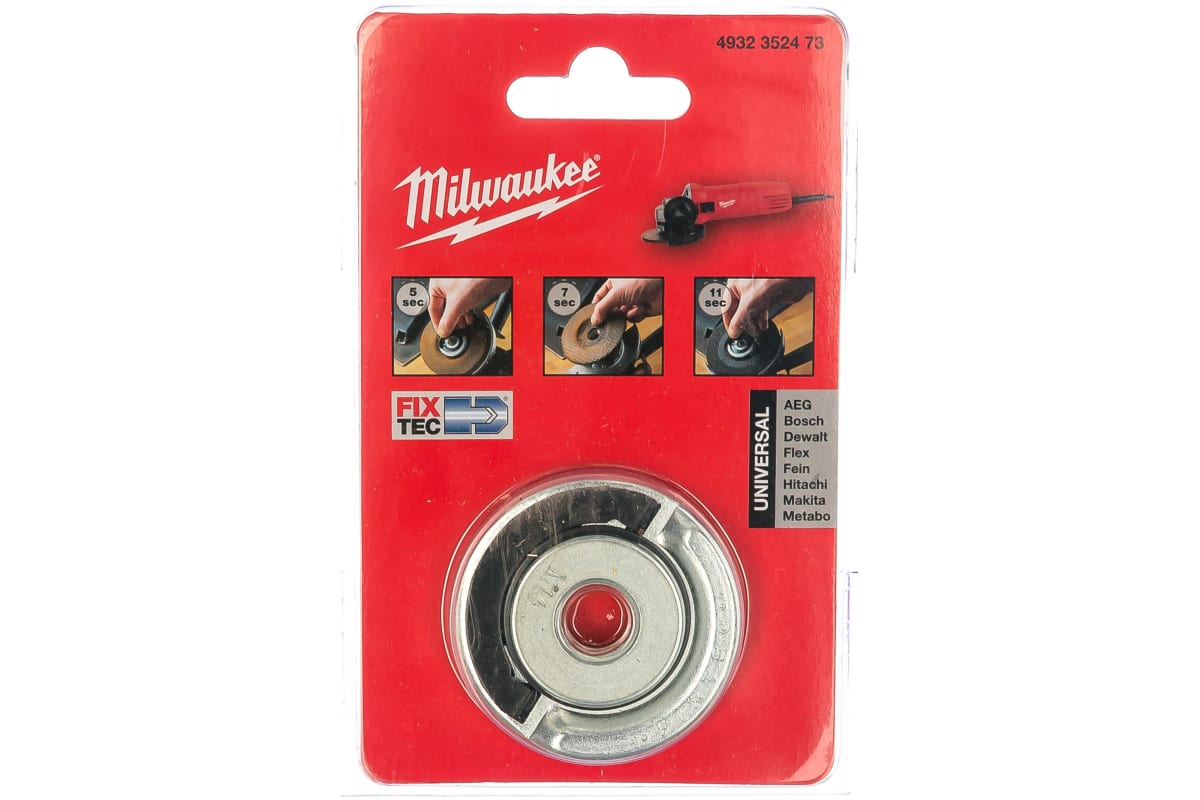 4932 3524 73
Milwaukee®
5 sec
7 sec
11 sec
FIX
TEC
UNIVERSAL
AEG
Bosch
Dewalt
Flex
Fein
Hitachi
Makita
Metabo
M14